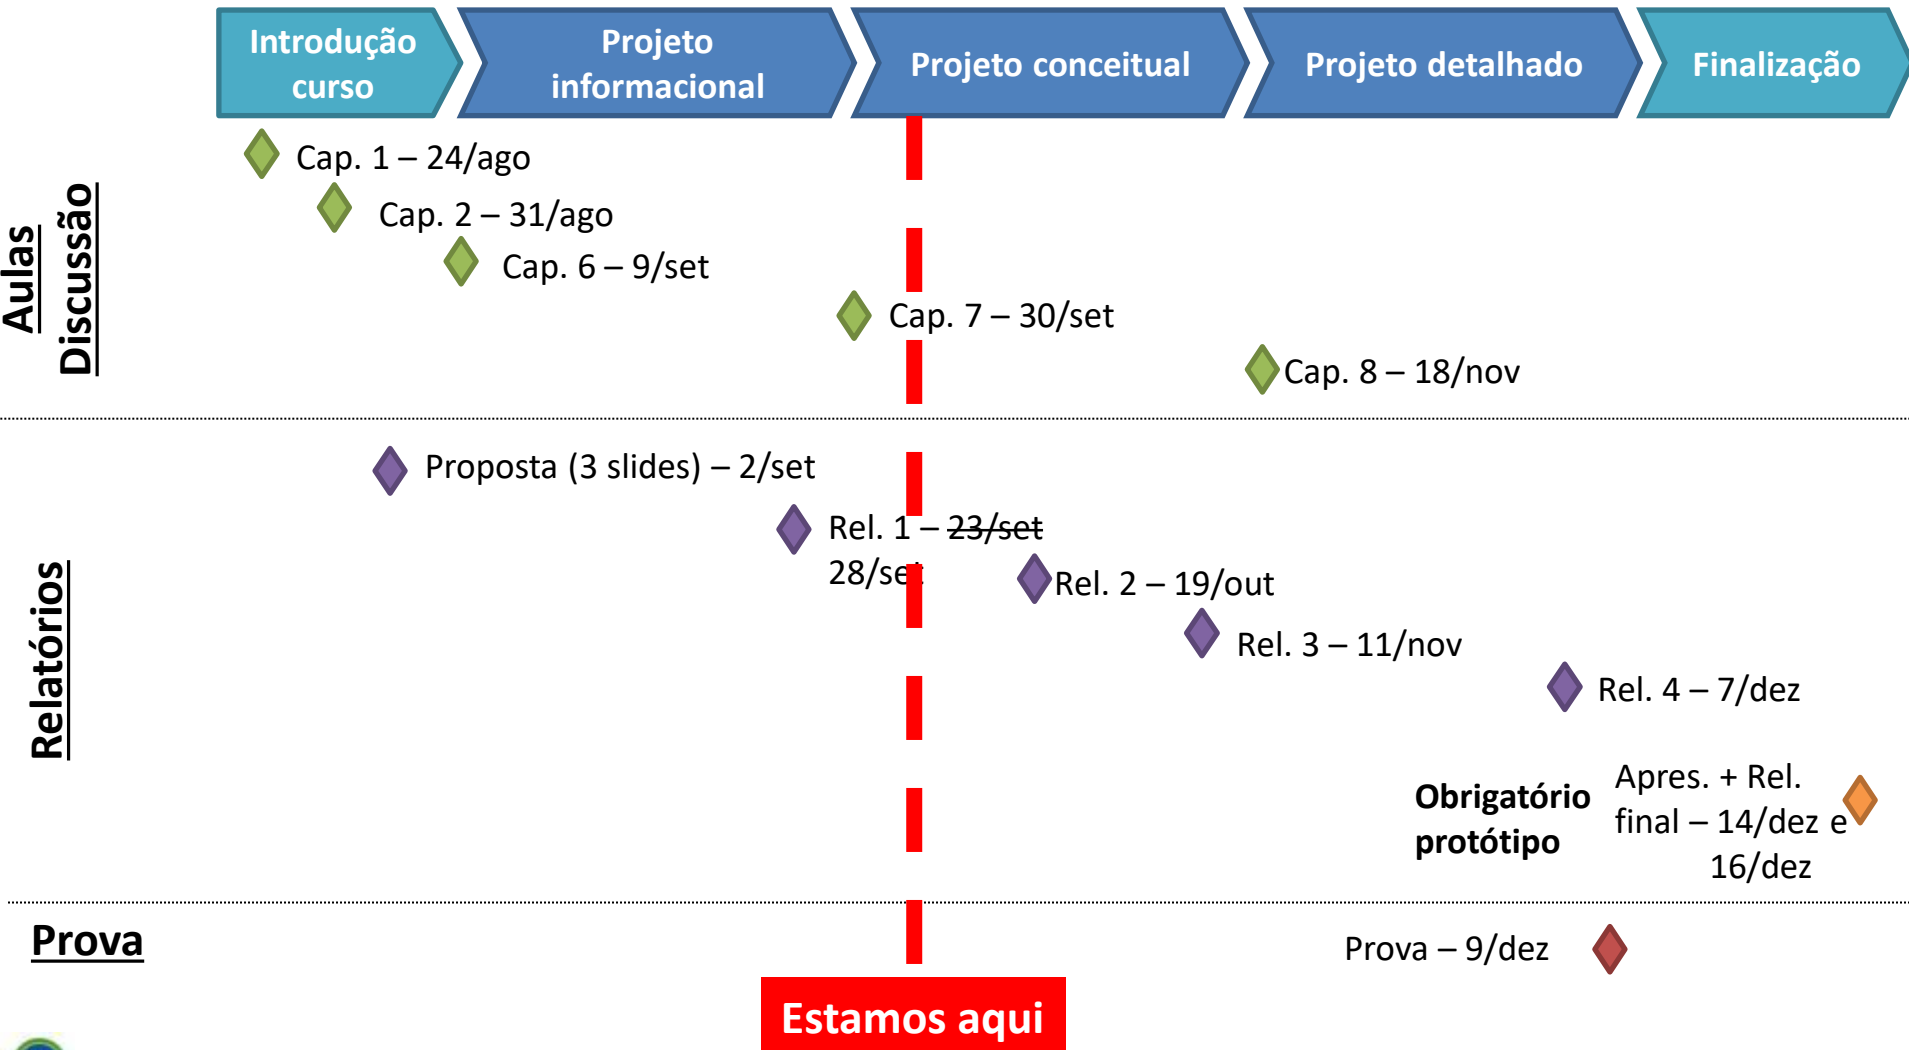 Introdução
curso
Projeto
informacional
Projeto conceitual
Projeto detalhado
Finalização
Aulas
Discussão
Cap. 1 – 24/ago
Cap. 2 – 31/ago
Cap. 6 – 9/set
Cap. 7 – 30/set
Cap. 8 – 18/nov
Relatórios
Proposta (3 slides) – 2/set
Rel. 1 – 23/set
28/set
Rel. 2 – 19/out
Rel. 3 – 11/nov
Rel. 4 – 7/dez
Obrigatório
protótipo
Apres. + Rel.
final – 14/dez e
16/dez
Prova
Prova – 9/dez
Estamos aqui